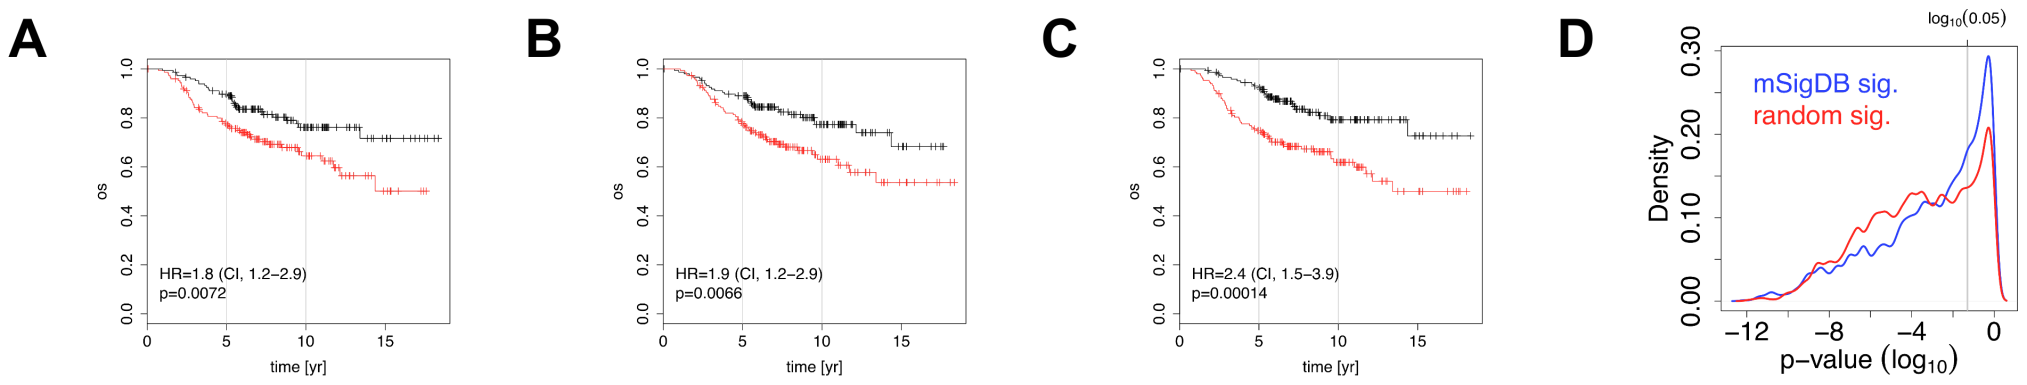 A
1.0
0.8
0.6
0.4
0.2
0.0
os
HR=1.8 (CI, 1.2–2.9)
p=0.0072
0 5 10 15
time [yr]
B
1.0
0.8
0.6
0.4
0.2
0.0
os
HR=1.9 (CI, 1.2–2.9)
p=0.0066
0 5 10 15
time [yr]
C
1.0
0.8
0.6
0.4
0.2
0.0
os
HR=2.4 (CI, 1.5–3.9)
p=0.00014
0 5 10 15
time [yr]
D
log10(0.05)
0.30
0.20
0.10
0.00
Density
mSigDB sig.
random sig.
−12 −8 −4 0
p−value (log10)